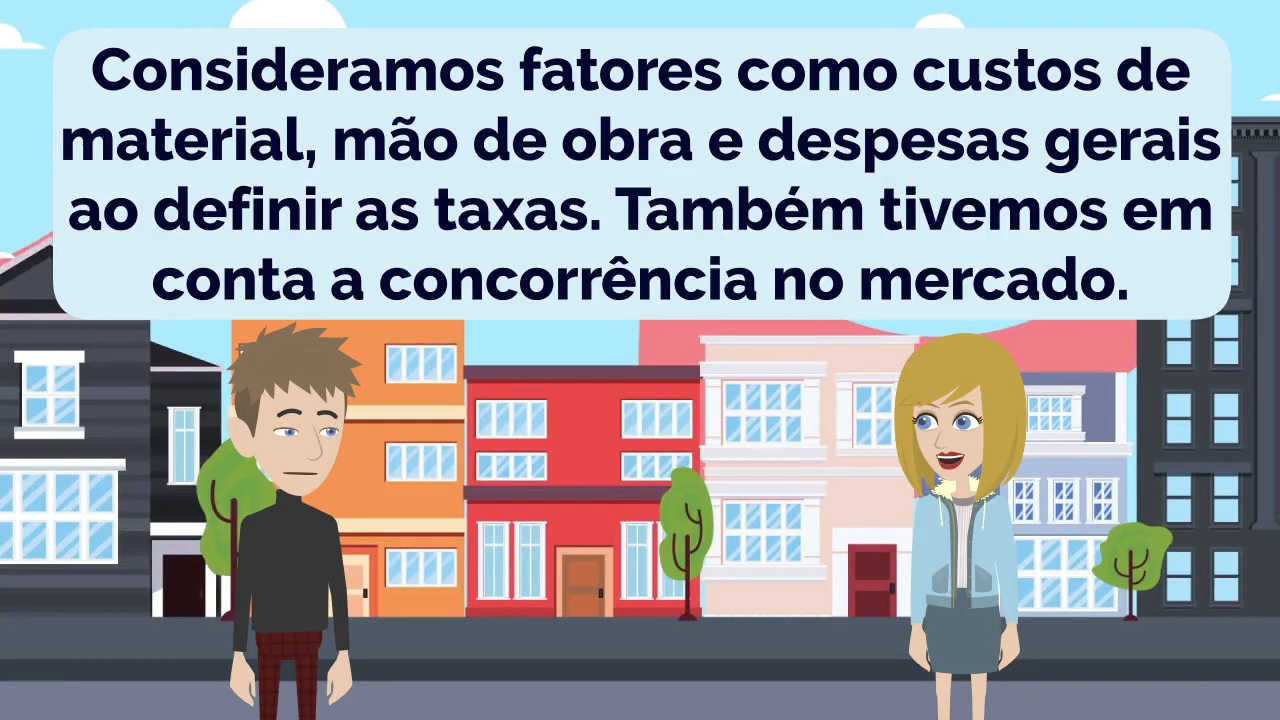 Consideramos fatores como custos de
material, mão de obra e despesas gerais
ao definir as taxas. Também tivemos em
conta a concorrência no mercado.